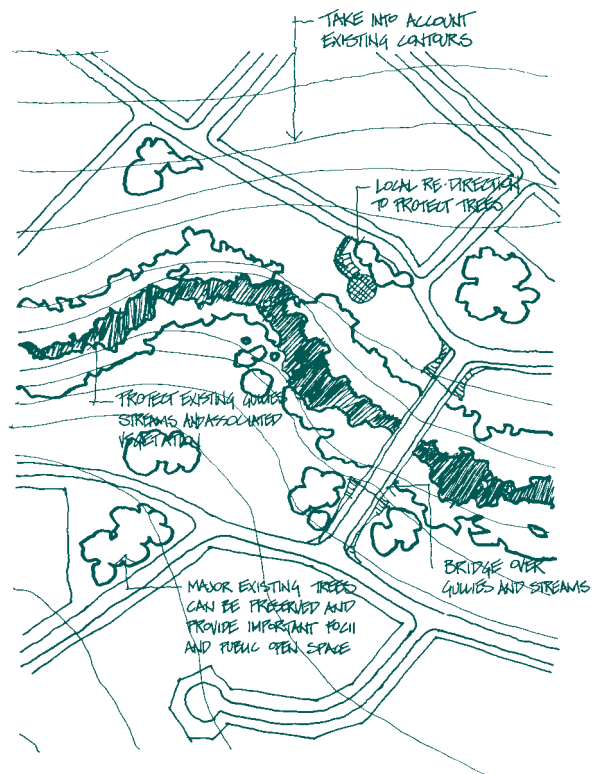 TAKE INTO ACCOUNT
EXISTING CONTOURS
LOCAL RE-DIRECTION
TO PROTECT TREES
PROTECT EXISTING GULLIES
STREAMS AND ASSOCIATED
VEGETATION
BRIDGE OVER
GULLIES AND STREAMS
MAJOR EXISTING TREES
CAN BE PRESERVED AND
PROVIDE IMPORTANT FOCII
AND PUBLIC OPEN SPACE